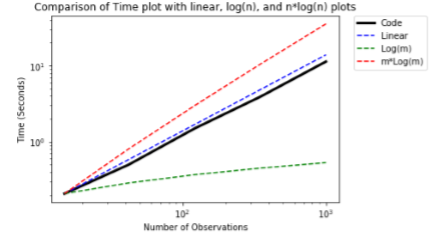 Comparison of Time plot with linear, log(n), and n*log(n) plots
Code
Linear
Log(m)
m*Log(m)
Time (Seconds)
10¹
10⁰
10²
10³
Number of Observations